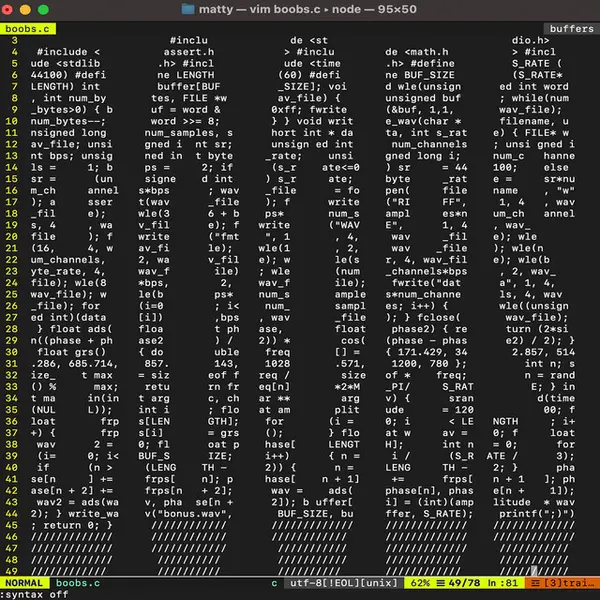 matty — vim boobs.c ▸ node — 95×50
boobs.c buffers
3 #inclu de <st dio.h>
4 #include < assert.h > #inclu de <math.h > #incl
5 ude <stdlib .h> #incl ude <time .h> #define S_RATE (
6 44100) #defi ne LENGTH (60) #define BUF_SIZE (S_RATE*
7 LENGTH) int buffer[BUF _SIZE]; voi d wle(unsign ed int word
8 , int num_by tes, FILE *w av_file) { unsigned buf ; while(num
9 _bytes>0) { b uf = word & 0xff; fwrite (&buf, 1,1, wav_file);
10 num_bytes--; word >>= 8; } } void writ e_wav(char * filename, u
11 nsigned long num_samples, s hort int * da ta, int s_rat e) { FILE* w
12 av_file; unsi gned i nt sr; unsign ed int num_channels ; unsi gned i
13 nt bps; unsig ned in t byte _rate; unsi gned long i; num_c hanne
14 ls = 1; b ps = 2; if (s_r ate<=0 ) sr = 44 100; else
15 sr = (un signe d int) s_r ate; byte _rat e = sr*nu
16 m_ch annel s*bps ; wav _file = fo pen( file name , "w"
17 ); a sser t(wav _file ); f write ("RI FF", 1, 4 , wav
18 _fil e); wle(3 6 + b ps* num_s ampl es*n um_ch annel
19 s, 4 , wa v_fil e); f write ("WAV E", 1, 4 , wav_
20 file ); f write ("fmt ", 1 , 4, wav _fil e); wle
21 (16, 4, w av_fi le); wle(1 , 2, wav _file ); wle(n
22 um_channels, 2, wa v_file); w le(s r, 4, wav_fil e); wle(b
23 yte_rate, 4, wav_f ile) ; wle (num _channels*bps , 2, wav_
24 file); wle(8 *bps, 2, wav_f ile); fwrite("dat a", 1, 4,
25 wav_file); w le(b ps* num_s ample s*num_channe ls, 4, wav
26 _file); for (i=0 ; i< num_ sam ples; i++) { wle((unsign
27 ed int)(data [i]) ,bps , wav _file ); } fclose( wav_file);
28 } float ads( floa t ph ase, float phase2) { re turn (2*si
29 n((phase + ph ase2 ) / 2)) * cos( (phase - phas e2) / 2); }
30 float grs() { do uble freq [] = { 171.429, 34 2.857, 514
31 .286, 685.714, 857. 143, 1028 .571, 1200, 780 }; int n; s
32 ize_ t max = siz eof f req / size of * freq; n = rand
33 () % max; retu rn fr eq[n] *2*M _PI/ S_RAT E; } in
34 t ma in(in t arg c, ch ar ** arg v) { sran d(time
35 (NUL L)); int i ; flo at am plit ude = 120 00; f
36 loat frp s[LEN GTH]; for (i = 0; i < LE NGTH ; i+
37 +) { frp s[i] = grs (); } flo at w av = 0; f loat
38 wav 2 = 0; fl oat p hase[ LENGT H]; int n = 0; for
39 (i= 0; i< BUF_S IZE; i++) { n = i / (S_R ATE / 3);
40 if (n > (LENG TH - 2)) { n = LENG TH - 2; } pha
41 se[n ] += frps[ n]; p hase[ n + 1] += frps[ n +1 ]; ph
42 ase[n + 2] += frps[n + 2]; wav = ads( phase[n], phas e[n + 1]);
43 wav2 = ads(wa v, pha se[n + 2]); b uffer[ i] = (int)(amp litude * wav
44 2); } write_wa v("bonus.wav", BUF_SIZE, bu ffer, S_RATE); printf(";)")
45 ; return 0; } //////////// //////////// //////////// ////////////
46 //////////// //////////// //////////// //////////// ////////////
47 //////////// //////////// //////////// //////////// ////////////
48 /////////// /////////// /////////// /////////// ///////////
49 /////////// ////////// ////////// ////////// //////////
NORMAL boobs.c c utf-8[!EOL][unix] 62% ☰ 49/78 ln :81 ☲ [3]trai…
:syntax off